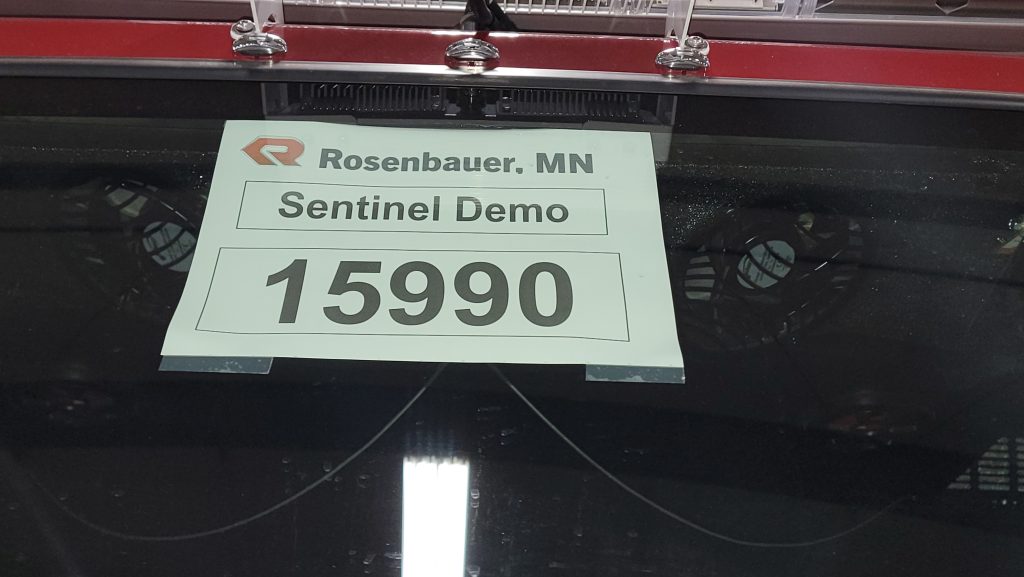 Rosenbauer, MN
Sentinel Demo
15990